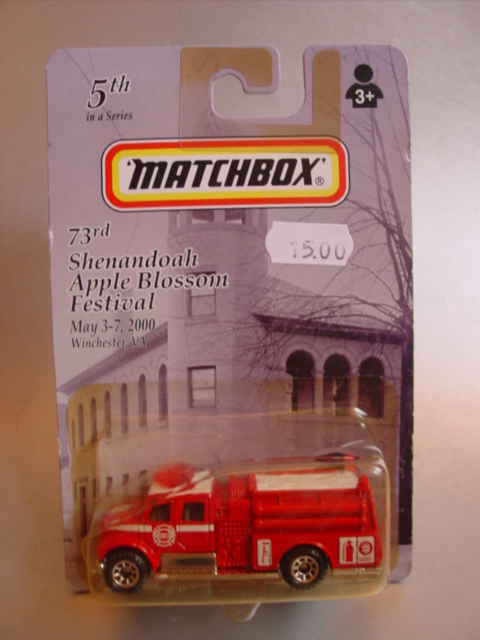 5th
in a Series
3+
'MATCHBOX'®
15.00
73rd
Shenandoah
Apple Blossom
Festival
May 3-7, 2000
Winchester, VA